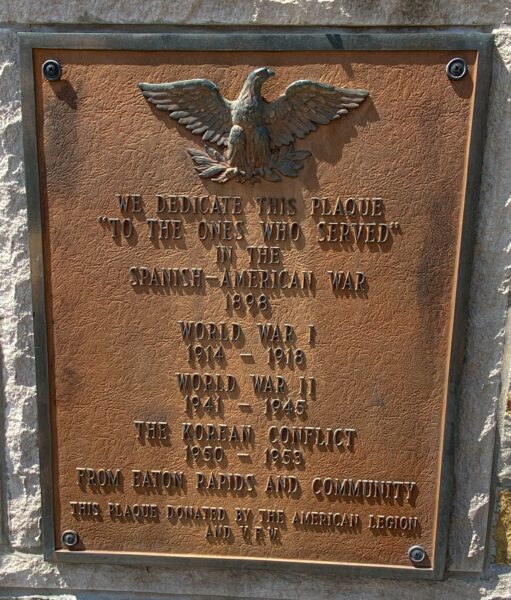 WE DEDICATE THIS PLAQUE
"TO THE ONES WHO SERVED"
IN THE
SPANISH-AMERICAN WAR
1898
WORLD WAR I
1914 - 1918
WORLD WAR II
1941 - 1945
THE KOREAN CONFLICT
1950 - 1953
FROM EATON RAPIDS AND COMMUNITY
THIS PLAQUE DONATED BY THE AMERICAN LEGION
AND V.F.W.